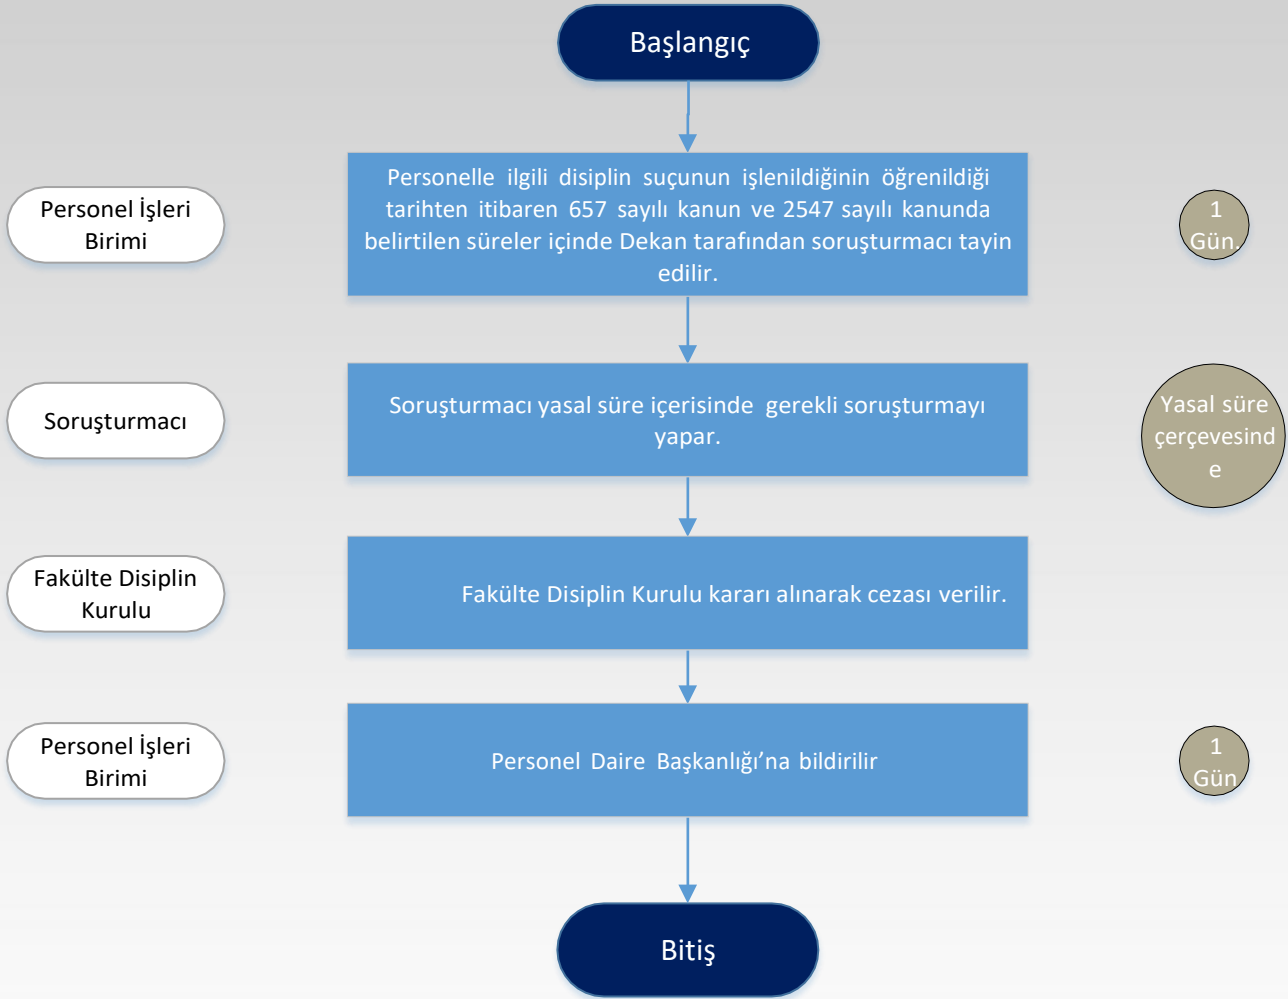 Başlangıç
Personel İşleri
Birimi
Personelle ilgili disiplin suçunun işlenildiğinin öğrenildiği
tarihten itibaren 657 sayılı kanun ve 2547 sayılı kanunda
belirtilen süreler içinde Dekan tarafından soruşturmacı tayin
edilir.
1
Gün.
Soruşturmacı
Soruşturmacı yasal süre içerisinde gerekli soruşturmayı
yapar.
Yasal süre
çerçevesind
e
Fakülte Disiplin
Kurulu
Fakülte Disiplin Kurulu kararı alınarak cezası verilir.
Personel İşleri
Birimi
Personel Daire Başkanlığı’na bildirilir
1
Gün
Bitiş